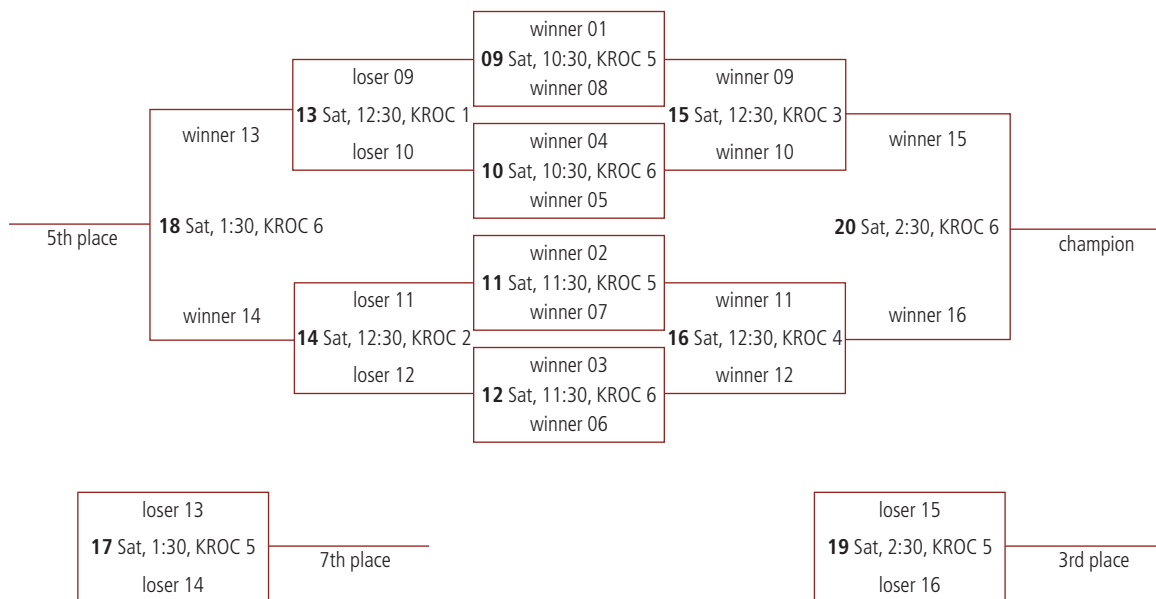 winner 01
09 Sat, 10:30, KROC 5
winner 08
loser 09
13 Sat, 12:30, KROC 1
loser 10
winner 09
15 Sat, 12:30, KROC 3
winner 10
winner 13
winner 04
10 Sat, 10:30, KROC 6
winner 05
winner 15
18 Sat, 1:30, KROC 6
5th place
20 Sat, 2:30, KROC 6
champion
winner 02
11 Sat, 11:30, KROC 5
winner 07
loser 11
14 Sat, 12:30, KROC 2
loser 12
winner 11
16 Sat, 12:30, KROC 4
winner 12
winner 14
winner 03
12 Sat, 11:30, KROC 6
winner 06
winner 16
loser 13
17 Sat, 1:30, KROC 5
loser 14
7th place
loser 15
19 Sat, 2:30, KROC 5
loser 16
3rd place